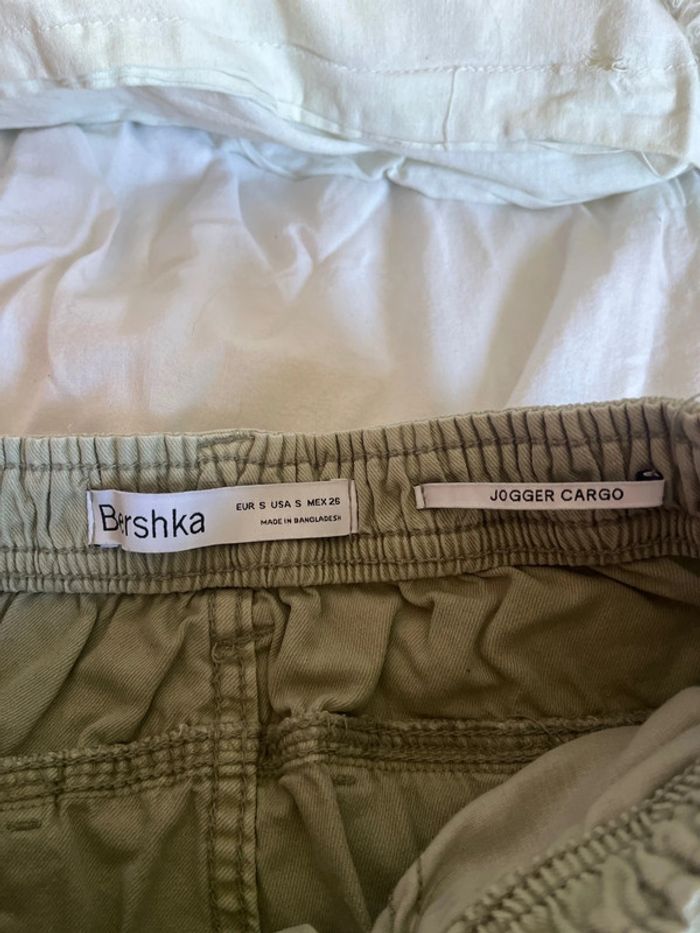 Bershka
EUR S USA S MEX 26
MADE IN BANGLADESH
JOGGER CARGO